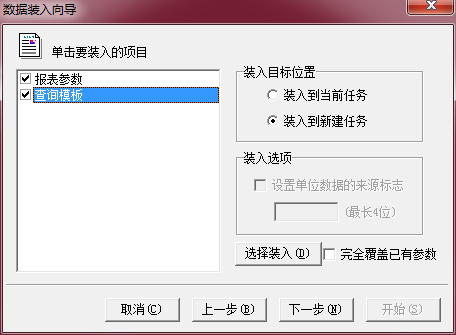 数据装入向导
单击要装入的项目
报表参数
查询模板
装入目标位置
装入到当前任务
装入到新建任务
装入选项
设置单位数据的来源标志
(最长4位)
选择装入(D)
完全覆盖已有参数
取消(C)
上一步(B)
下一步(N)
开始(S)